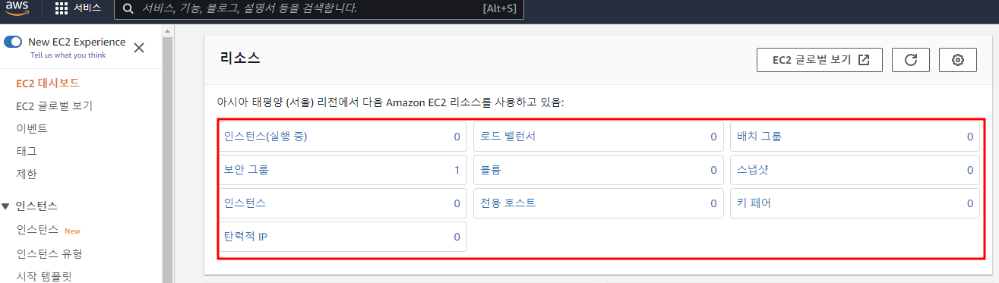 aws 서비스 서비스, 기능, 블로그, 설명서 등을 검색합니다. [Alt+S]
New EC2 Experience
Tell us what you think
EC2 대시보드
EC2 글로벌 보기
이벤트
태그
제한
인스턴스
인스턴스 New
인스턴스 유형
시작 템플릿
리소스 EC2 글로벌 보기
아시아 태평양 (서울) 리전에서 다음 Amazon EC2 리소스를 사용하고 있음:
인스턴스(실행 중) 0 로드 밸런서 0 배치 그룹 0
보안 그룹 1 볼륨 0 스냅샷 0
인스턴스 0 전용 호스트 0 키 페어 0
탄력적 IP 0